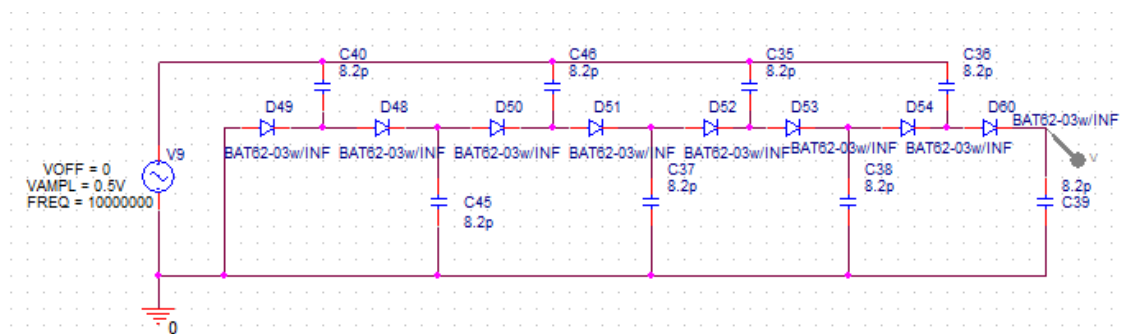 C40
8.2p
C46
8.2p
C35
8.2p
C36
8.2p
D49
D48
D50
D51
D52
D53
D54
D60
BAT62-03w/INF
BAT62-03w/INF
BAT62-03w/INF
BAT62-03w/INF
BAT62-03w/INF
BAT62-03w/INF
BAT62-03w/INF
BAT62-03w/INF
V
V9
VOFF = 0
VAMPL = 0.5V
FREQ = 10000000
C45
8.2p
C37
8.2p
C38
8.2p
8.2p
C39
0